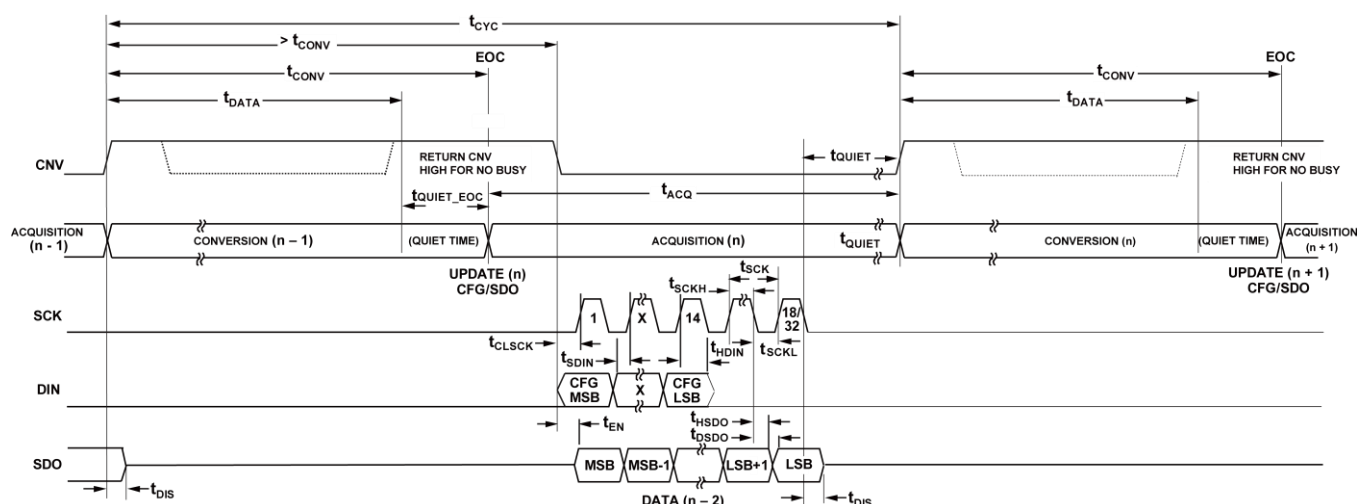 tCYC
> tCONV
EOC
EOC
tCONV
tCONV
tDATA
tDATA
CNV
RETURN CNV
HIGH FOR NO BUSY
tQUIET
RETURN CNV
HIGH FOR NO BUSY
tQUIET_EOC
tACQ
ACQUISITION
(n - 1)
CONVERSION (n – 1)
(QUIET TIME)
ACQUISITION (n)
tQUIET
CONVERSION (n)
(QUIET TIME)
ACQUISITION
(n + 1)
UPDATE (n)
CFG/SDO
UPDATE (n + 1)
CFG/SDO
tSCK
tSCKH
SCK
1
X
14
18/
32
tCLSCK
tSDIN
tHDIN
tSCKL
DIN
CFG
MSB
X
CFG
LSB
tEN
tHSDO
tDSDO
SDO
MSB
MSB-1
LSB+1
LSB
tDIS
DATA (n – 2)
tDIS